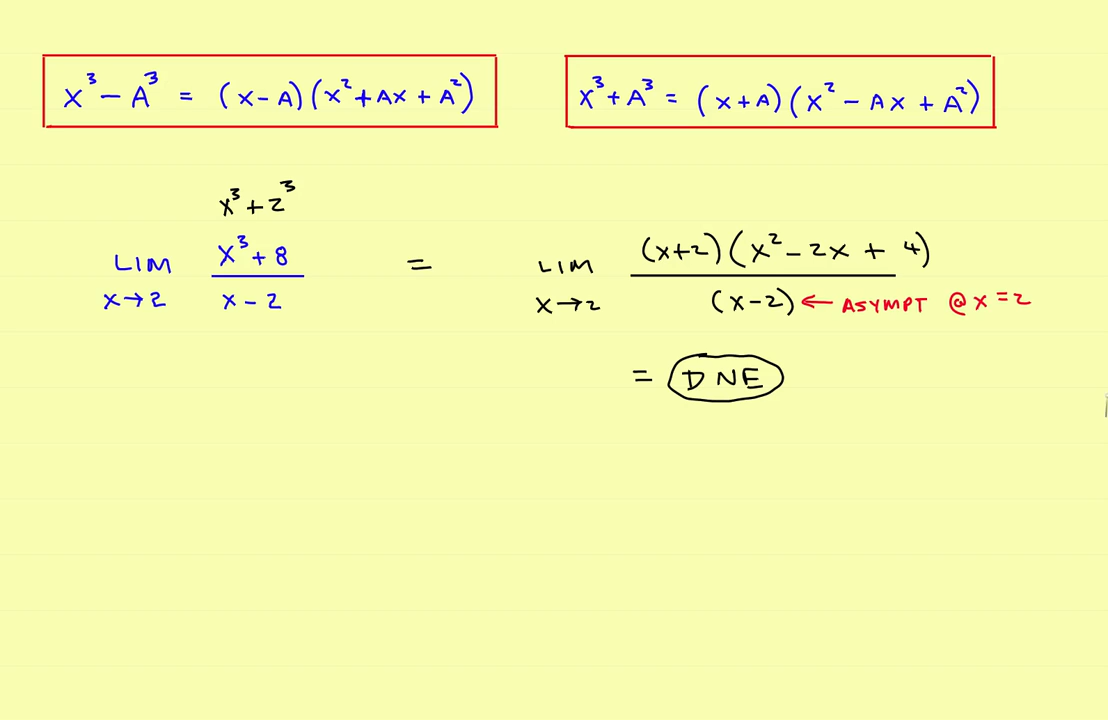 x³ - A³ = (x - A)(x² + Ax + A²)
x³ + A³ = (x + A)(x² - Ax + A²)
x³ + 2³
LIM x→2 (x³ + 8)/(x - 2) = LIM x→2 (x+2)(x² - 2x + 4)/(x-2) ← ASYMPT @ x = 2
= DNE